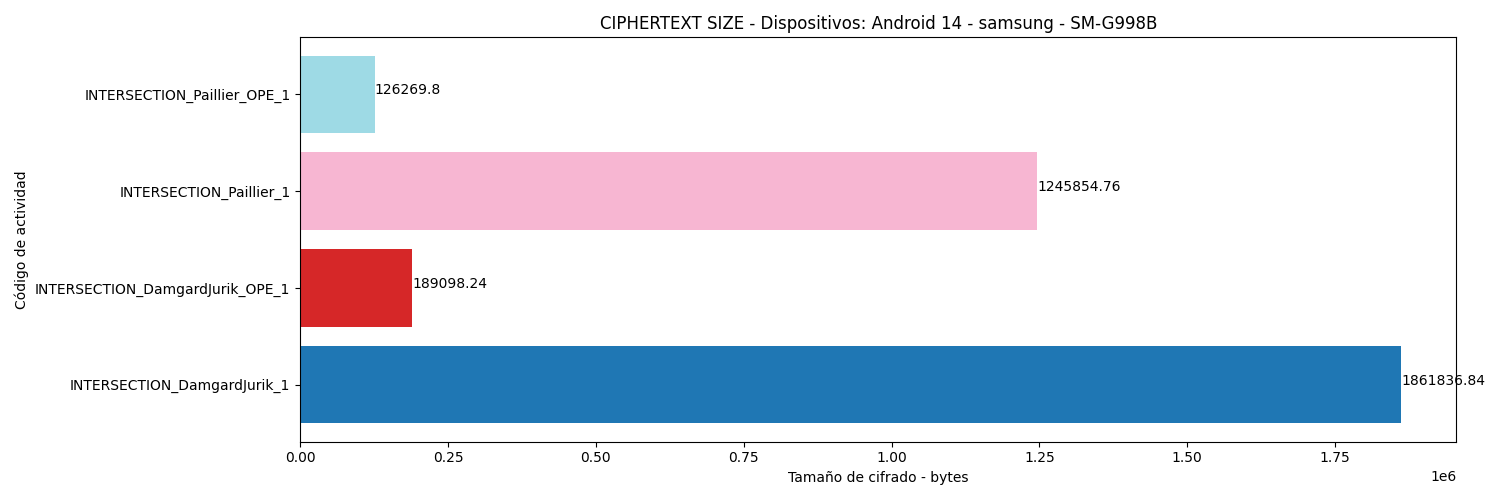 CIPHERTEXT SIZE - Dispositivos: Android 14 - samsung - SM-G998B
INTERSECTION_Paillier_OPE_1
126269.8
INTERSECTION_Paillier_1
1245854.76
INTERSECTION_DamgardJurik_OPE_1
189098.24
INTERSECTION_DamgardJurik_1
1861836.84
Código de actividad
0.00 0.25 0.50 0.75 1.00 1.25 1.50 1.75
1e6
Tamaño de cifrado - bytes